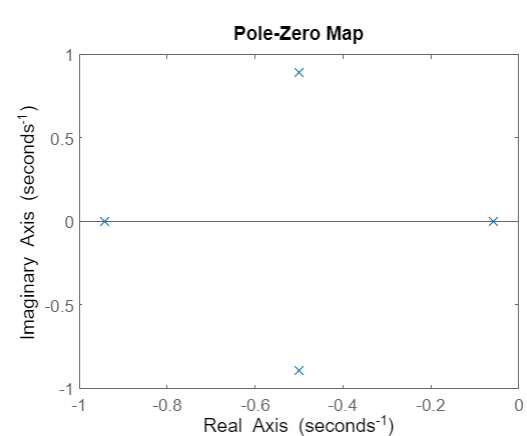 Pole-Zero Map
Imaginary Axis (seconds⁻¹)
1
0.5
0
-0.5
-1
-1 -0.8 -0.6 -0.4 -0.2 0
Real Axis (seconds⁻¹)